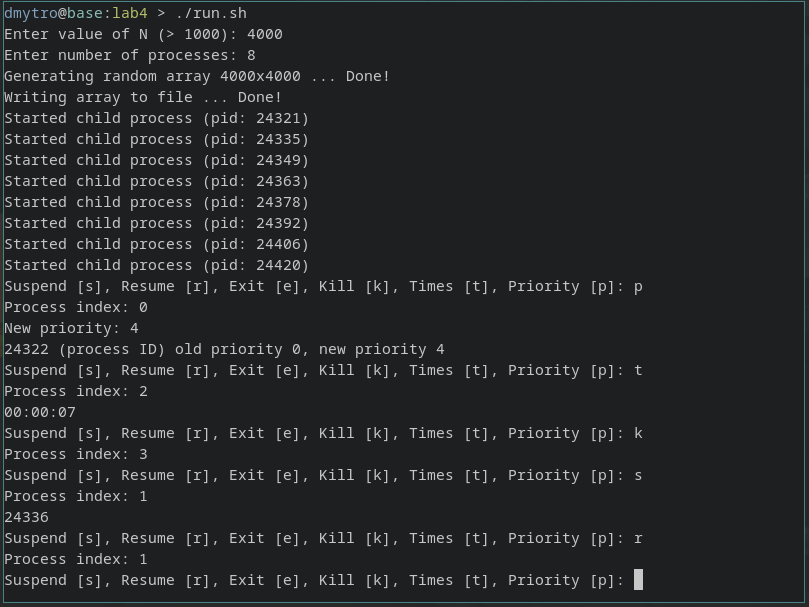 dmytro@base:lab4 > ./run.sh
Enter value of N (> 1000): 4000
Enter number of processes: 8
Generating random array 4000x4000 ... Done!
Writing array to file ... Done!
Started child process (pid: 24321)
Started child process (pid: 24335)
Started child process (pid: 24349)
Started child process (pid: 24363)
Started child process (pid: 24378)
Started child process (pid: 24392)
Started child process (pid: 24406)
Started child process (pid: 24420)
Suspend [s], Resume [r], Exit [e], Kill [k], Times [t], Priority [p]: p
Process index: 0
New priority: 4
24322 (process ID) old priority 0, new priority 4
Suspend [s], Resume [r], Exit [e], Kill [k], Times [t], Priority [p]: t
Process index: 2
00:00:07
Suspend [s], Resume [r], Exit [e], Kill [k], Times [t], Priority [p]: k
Process index: 3
Suspend [s], Resume [r], Exit [e], Kill [k], Times [t], Priority [p]: s
Process index: 1
24336
Suspend [s], Resume [r], Exit [e], Kill [k], Times [t], Priority [p]: r
Process index: 1
Suspend [s], Resume [r], Exit [e], Kill [k], Times [t], Priority [p]: